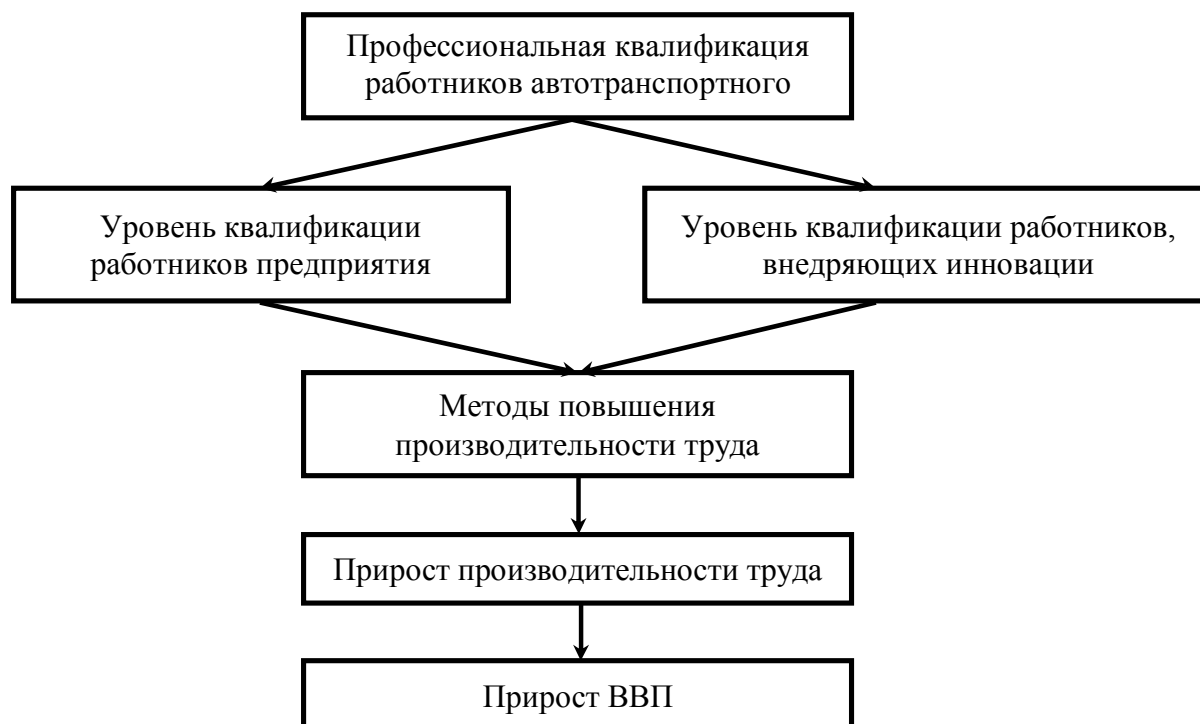 Профессиональная квалификация
работников автотранспортного
Уровень квалификации
работников предприятия
Уровень квалификации работников,
внедряющих инновации
Методы повышения
производительности труда
Прирост производительности труда
Прирост ВВП